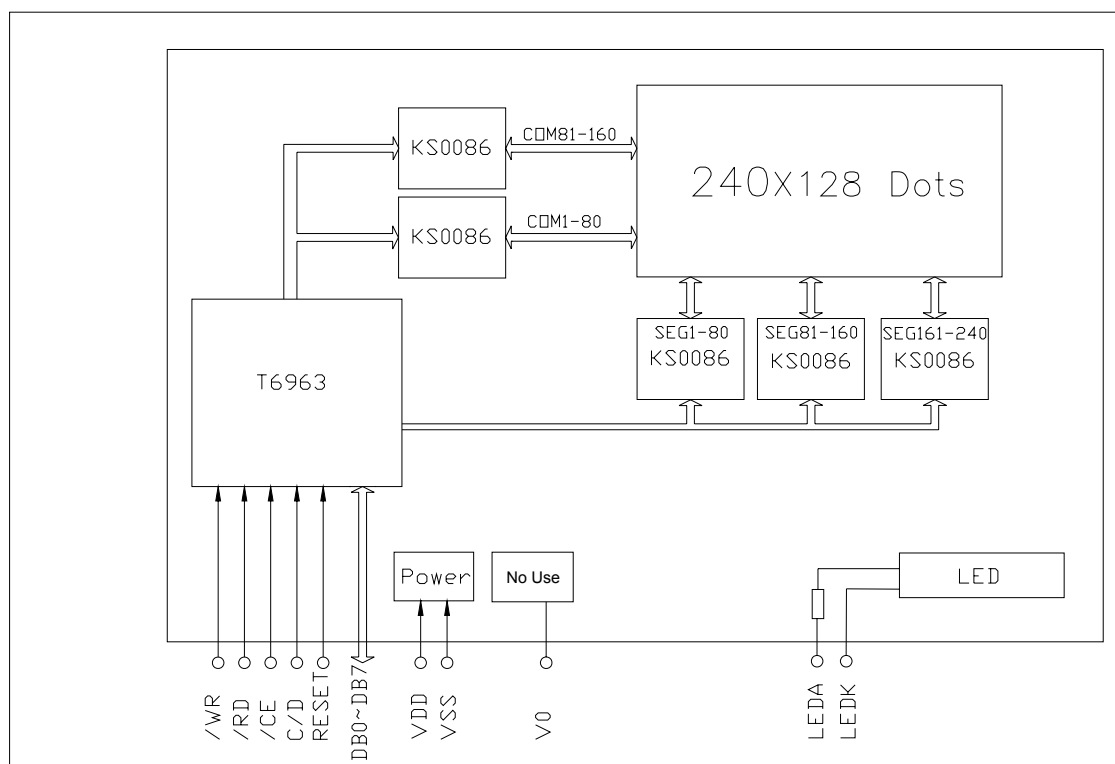 COM81-160
KS0086
240X128 Dots
COM1-80
KS0086
SEG1-80
KS0086
SEG81-160
KS0086
SEG161-240
KS0086
T6963
Power
No Use
LED
/WR
/RD
/CE
C/D
RESET
DB0~DB7
VDD
VSS
V0
LEDA
LEDK